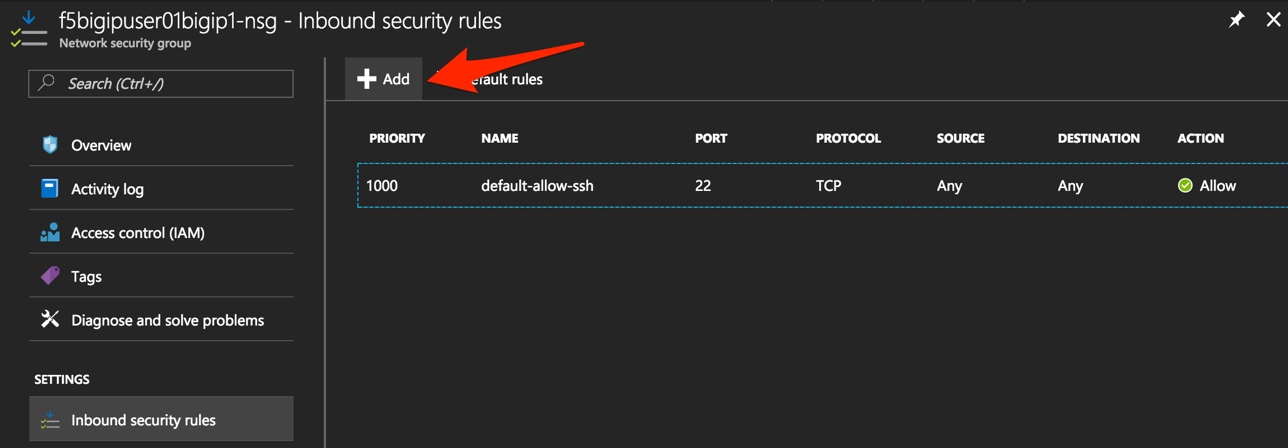 f5bigipuser01bigip1-nsg - Inbound security rules
Network security group
Search (Ctrl+/)
Add
rules
Overview
Activity log
Access control (IAM)
Tags
Diagnose and solve problems
SETTINGS
Inbound security rules
PRIORITY NAME PORT PROTOCOL SOURCE DESTINATION ACTION
1000 default-allow-ssh 22 TCP Any Any Allow